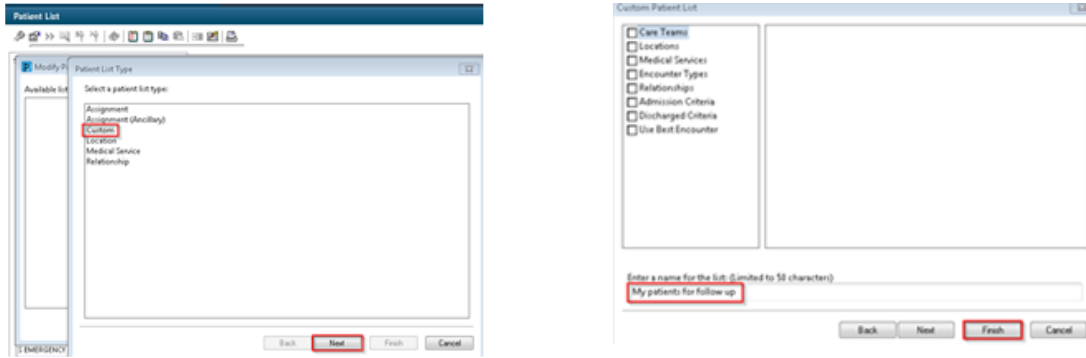 Patient List
Modify P
Patient List Type
Available list
Select a patient list type:
Assignment
Assignment (Ancillary)
Custom
Location
Medical Service
Relationship
Back
Next
Finish
Cancel
EMERGENCY
Custom Patient List
Care Teams
Locations
Medical Services
Encounter Types
Relationships
Admission Criteria
Discharged Criteria
Use Best Encounter
Enter a name for the list: (Limited to 50 characters)
My patients for follow up
Back
Next
Finish
Cancel